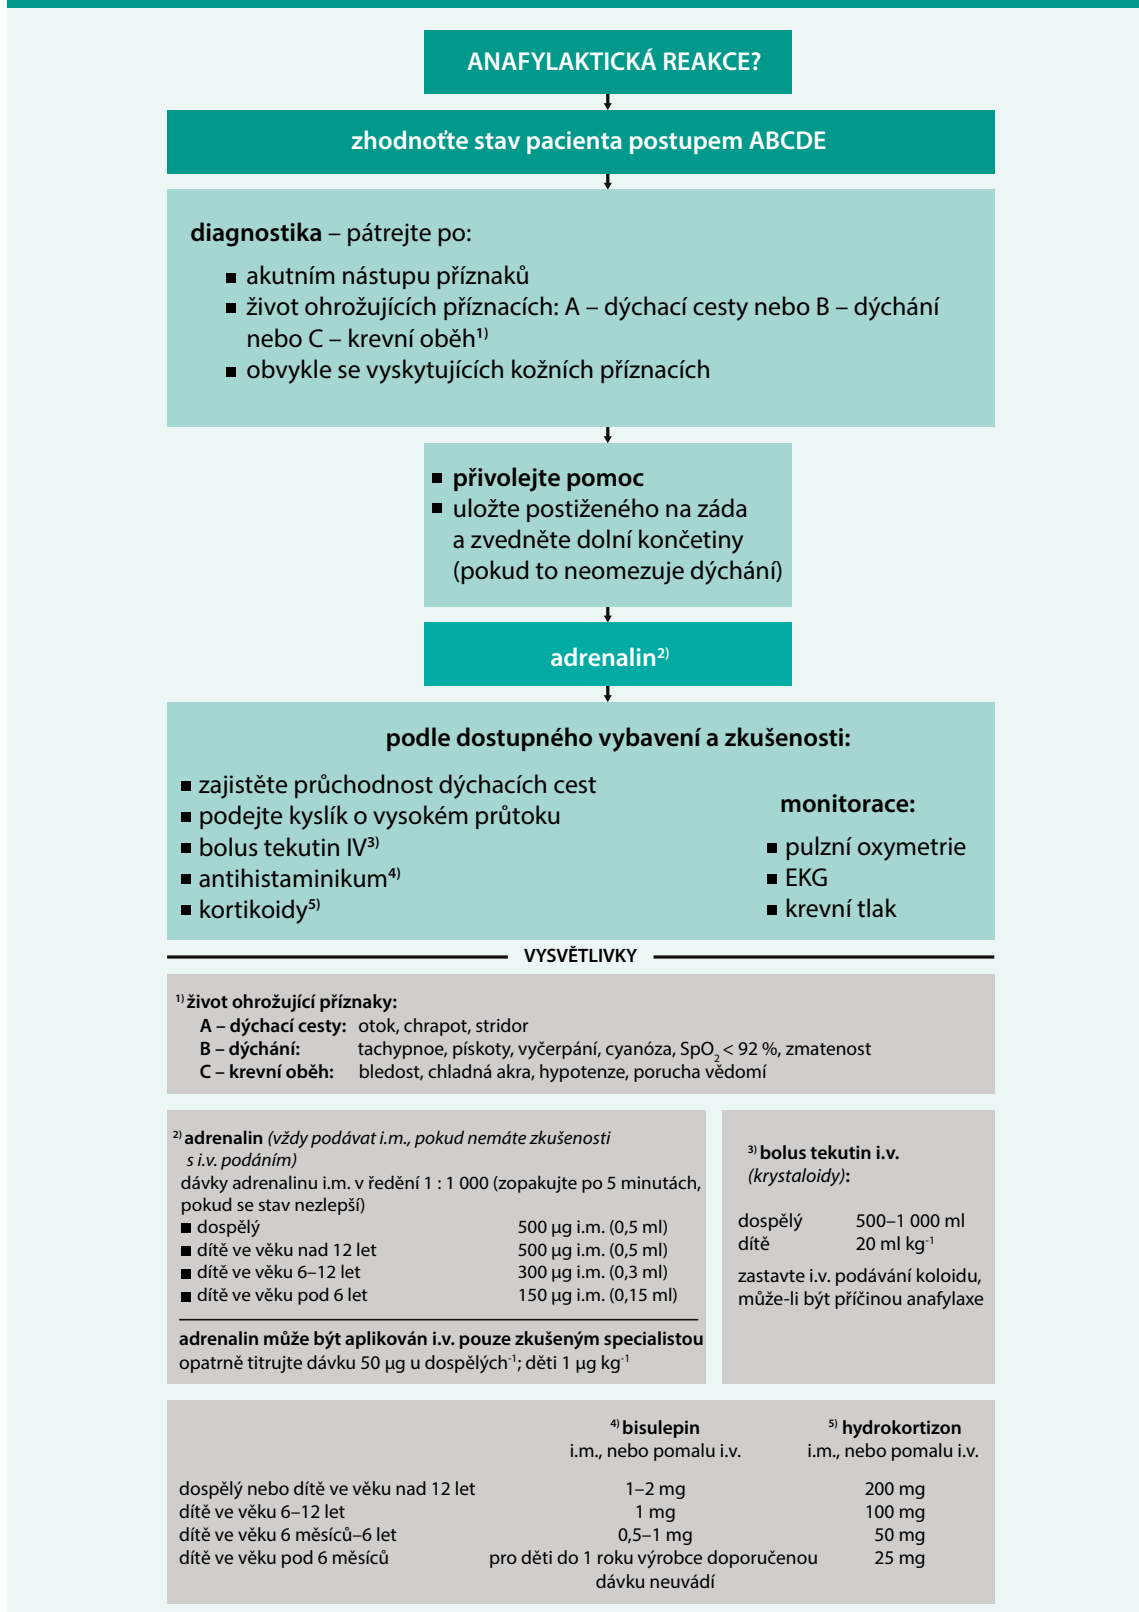 ANAFYLAKTICKÁ REAKCE?
zhodnoťte stav pacienta postupem ABCDE
diagnostika – pátrejte po:
■ akutním nástupu příznaků
■ život ohrožujících příznacích: A – dýchací cesty nebo B – dýchání
nebo C – krevní oběh1)
■ obvykle se vyskytujících kožních příznacích
■ přivolejte pomoc
■ uložte postiženého na záda
a zvedněte dolní končetiny
(pokud to neomezuje dýchání)
adrenalin2)
podle dostupného vybavení a zkušenosti:
■ zajistěte průchodnost dýchacích cest
■ podejte kyslík o vysokém průtoku
■ bolus tekutin IV3)
■ antihistaminikum4)
■ kortikoidy5)
monitorace:
■ pulzní oxymetrie
■ EKG
■ krevní tlak
VYSVĚTLIVKY
1) život ohrožující příznaky:
A – dýchací cesty: otok, chrapot, stridor
B – dýchání: tachypnoe, pískoty, vyčerpání, cyanóza, SpO2 < 92 %, zmatenost
C – krevní oběh: bledost, chladná akra, hypotenze, porucha vědomí
2) adrenalin (vždy podávat i.m., pokud nemáte zkušenosti
s i.v. podáním)
dávky adrenalinu i.m. v ředění 1 : 1 000 (zopakujte po 5 minutách,
pokud se stav nezlepší)
■ dospělý 500 µg i.m. (0,5 ml)
■ dítě ve věku nad 12 let 500 µg i.m. (0,5 ml)
■ dítě ve věku 6–12 let 300 µg i.m. (0,3 ml)
■ dítě ve věku pod 6 let 150 µg i.m. (0,15 ml)
adrenalin může být aplikován i.v. pouze zkušeným specialistou
opatrně titrujte dávku 50 µg u dospělých-1; děti 1 µg kg-1
3) bolus tekutin i.v.
(krystaloidy):
dospělý 500–1 000 ml
dítě 20 ml kg-1
zastavte i.v. podávání koloidu,
může-li být příčinou anafylaxe
4) bisulepin 5) hydrokortizon
i.m., nebo pomalu i.v. i.m., nebo pomalu i.v.
dospělý nebo dítě ve věku nad 12 let 1–2 mg 200 mg
dítě ve věku 6–12 let 1 mg 100 mg
dítě ve věku 6 měsíců–6 let 0,5–1 mg 50 mg
dítě ve věku pod 6 měsíců pro děti do 1 roku výrobce doporučenou 25 mg
dávku neuvádí